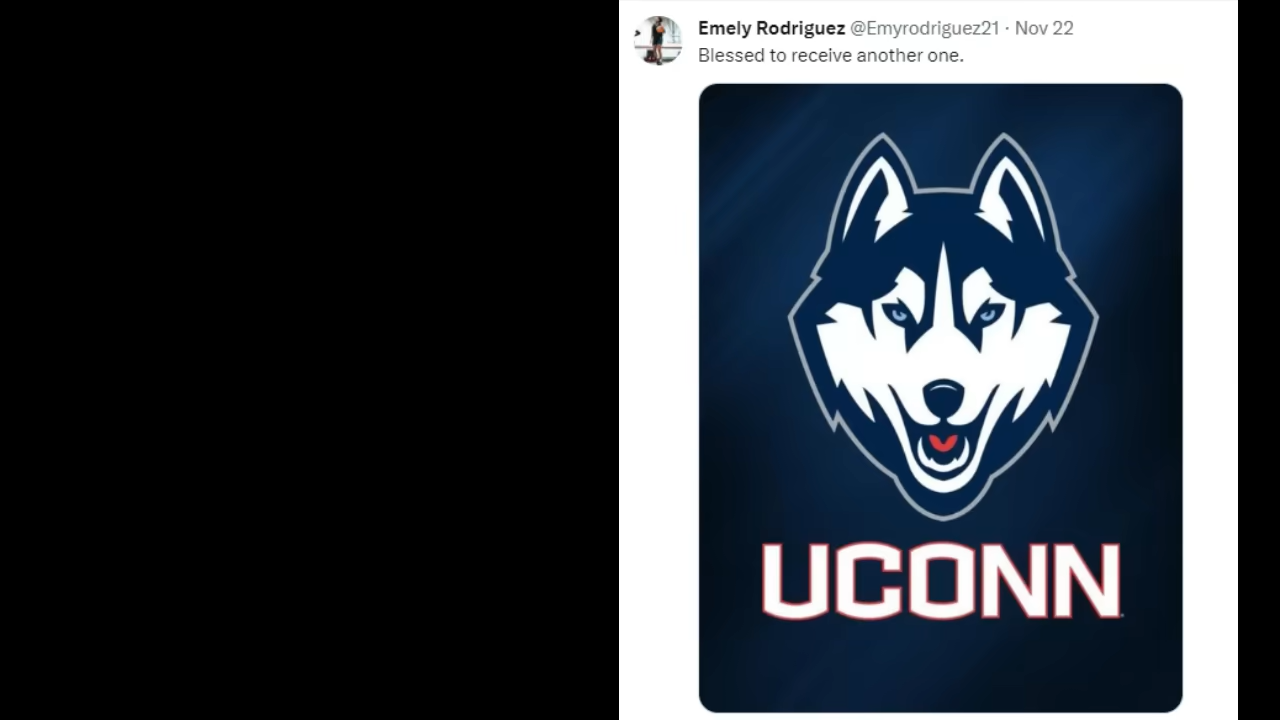 Emely Rodriguez @Emyrodriguez21 · Nov 22
Blessed to receive another one.
UCONN